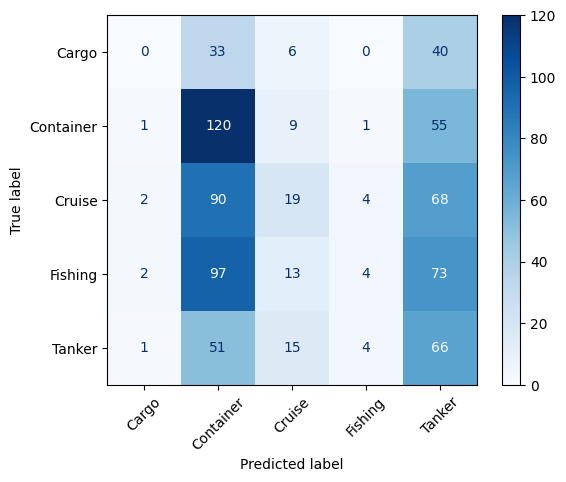 Cargo 0 33 6 0 40
Container 1 120 9 1 55
Cruise 2 90 19 4 68
Fishing 2 97 13 4 73
Tanker 1 51 15 4 66
Cargo Container Cruise Fishing Tanker
Predicted label
True label
120
100
80
60
40
20
0